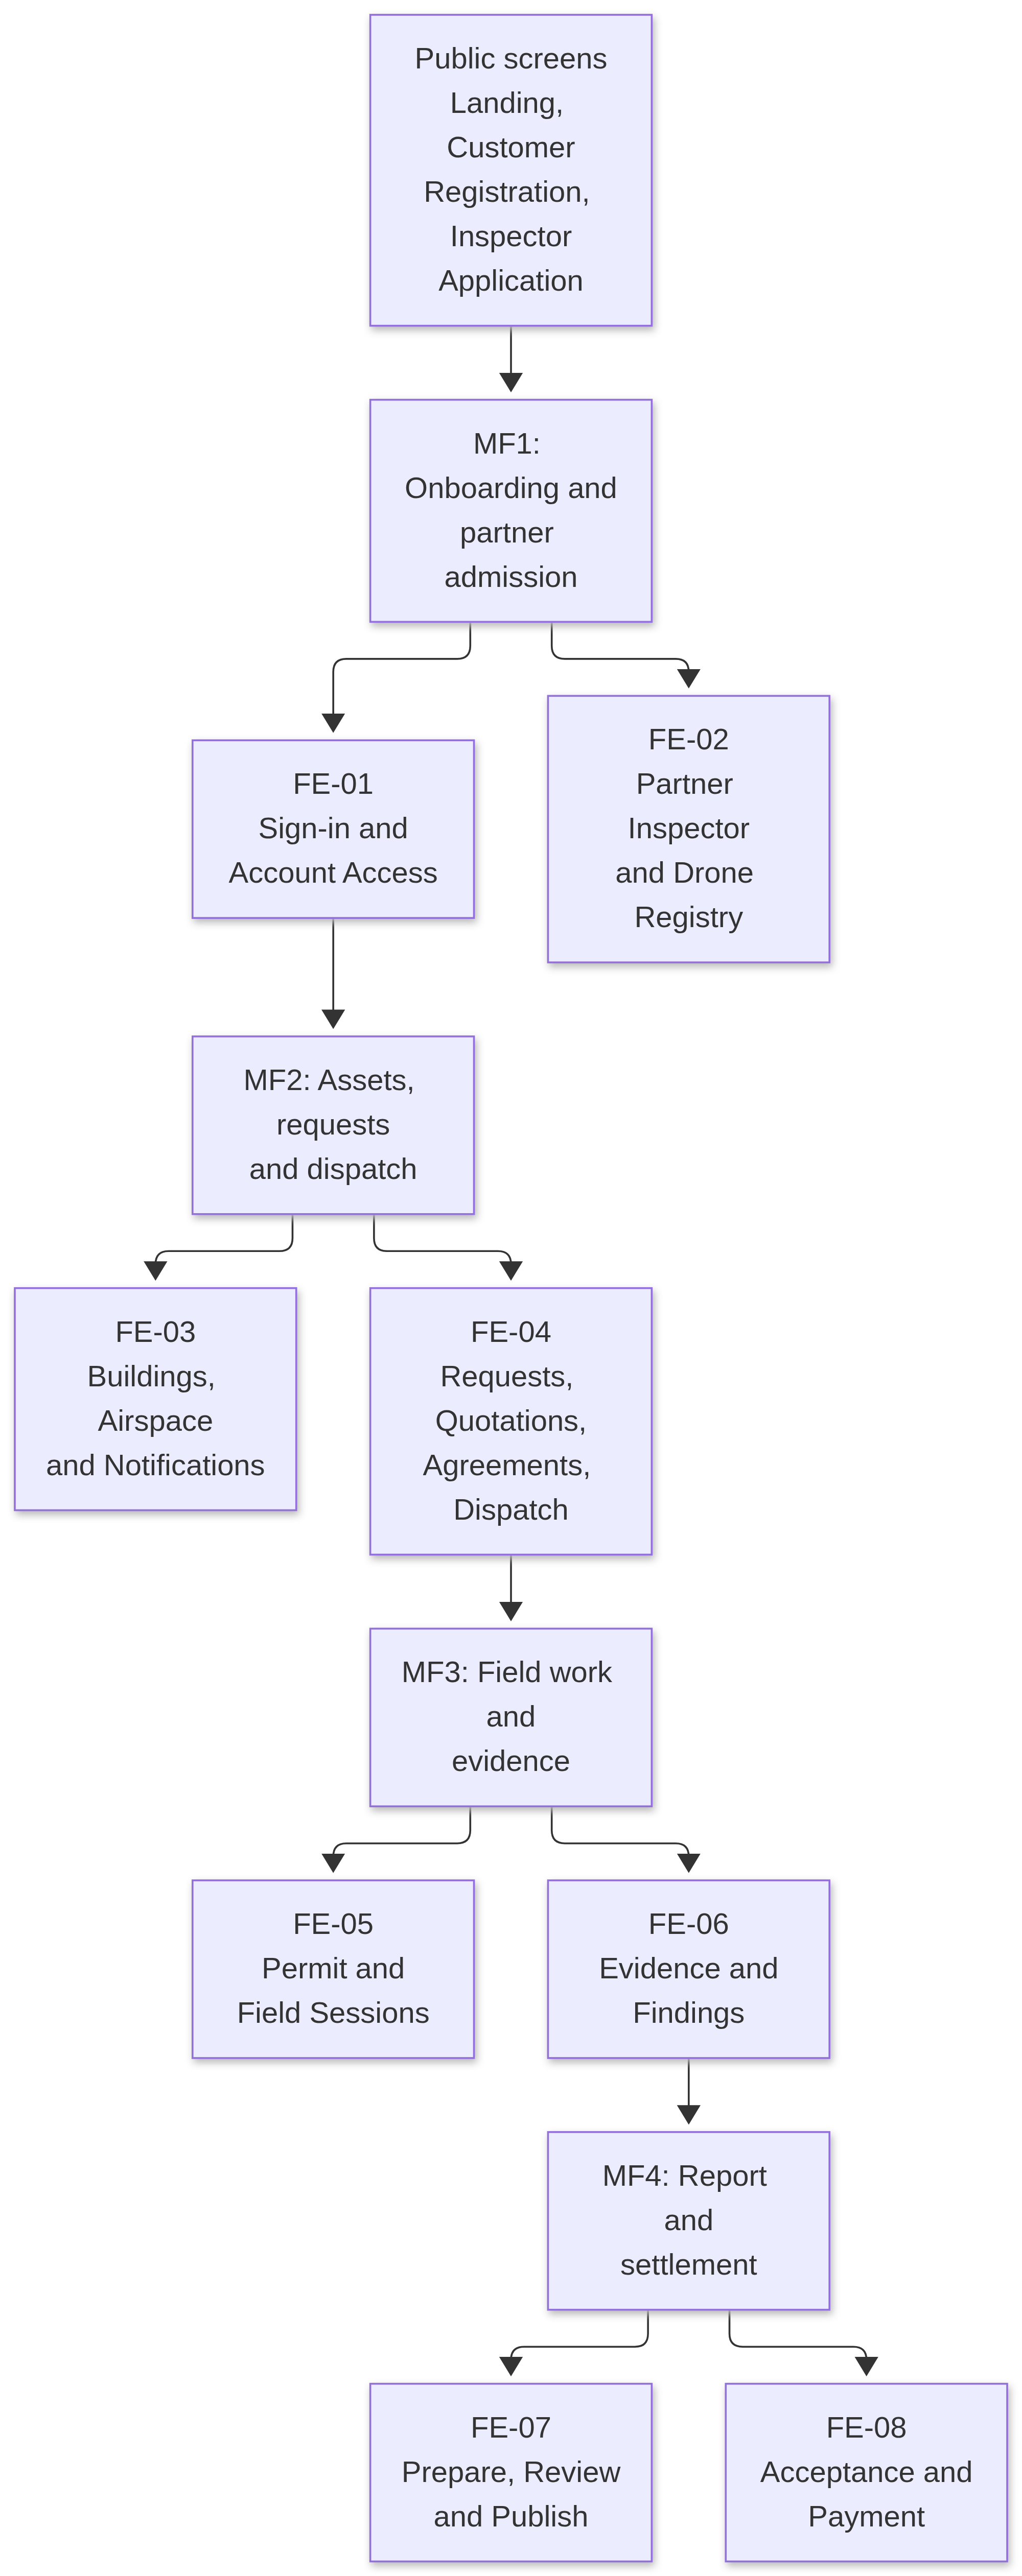 Public screens
Landing,
Customer
Registration,
Inspector
Application
MF1:
Onboarding and
partner
admission
FE-01
Sign-in and
Account Access
FE-02
Partner
Inspector
and Drone
Registry
MF2: Assets,
requests
and dispatch
FE-03
Buildings,
Airspace
and Notifications
FE-04
Requests,
Quotations,
Agreements,
Dispatch
MF3: Field work
and
evidence
FE-05
Permit and
Field Sessions
FE-06
Evidence and
Findings
MF4: Report
and
settlement
FE-07
Prepare, Review
and Publish
FE-08
Acceptance and
Payment